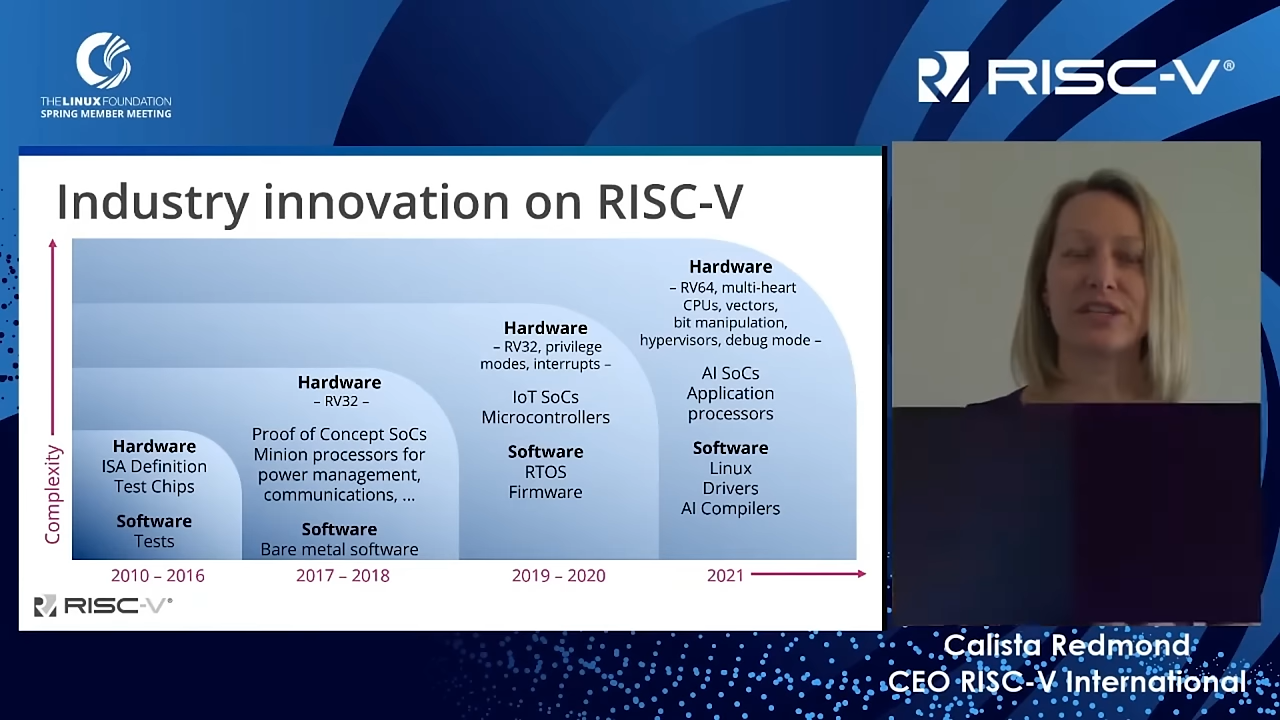 THE LINUX FOUNDATION
SPRING MEMBER MEETING
RISC-V®
Industry innovation on RISC-V
Complexity
Hardware
ISA Definition
Test Chips
Software
Tests
2010 – 2016
Hardware
– RV32 –
Proof of Concept SoCs
Minion processors for
power management,
communications, ...
Software
Bare metal software
2017 – 2018
Hardware
– RV32, privilege
modes, interrupts –
IoT SoCs
Microcontrollers
Software
RTOS
Firmware
2019 – 2020
Hardware
– RV64, multi-heart
CPUs, vectors,
bit manipulation,
hypervisors, debug mode –
AI SoCs
Application
processors
Software
Linux
Drivers
AI Compilers
2021
RISC-V®
Calista Redmond
CEO RISC-V International